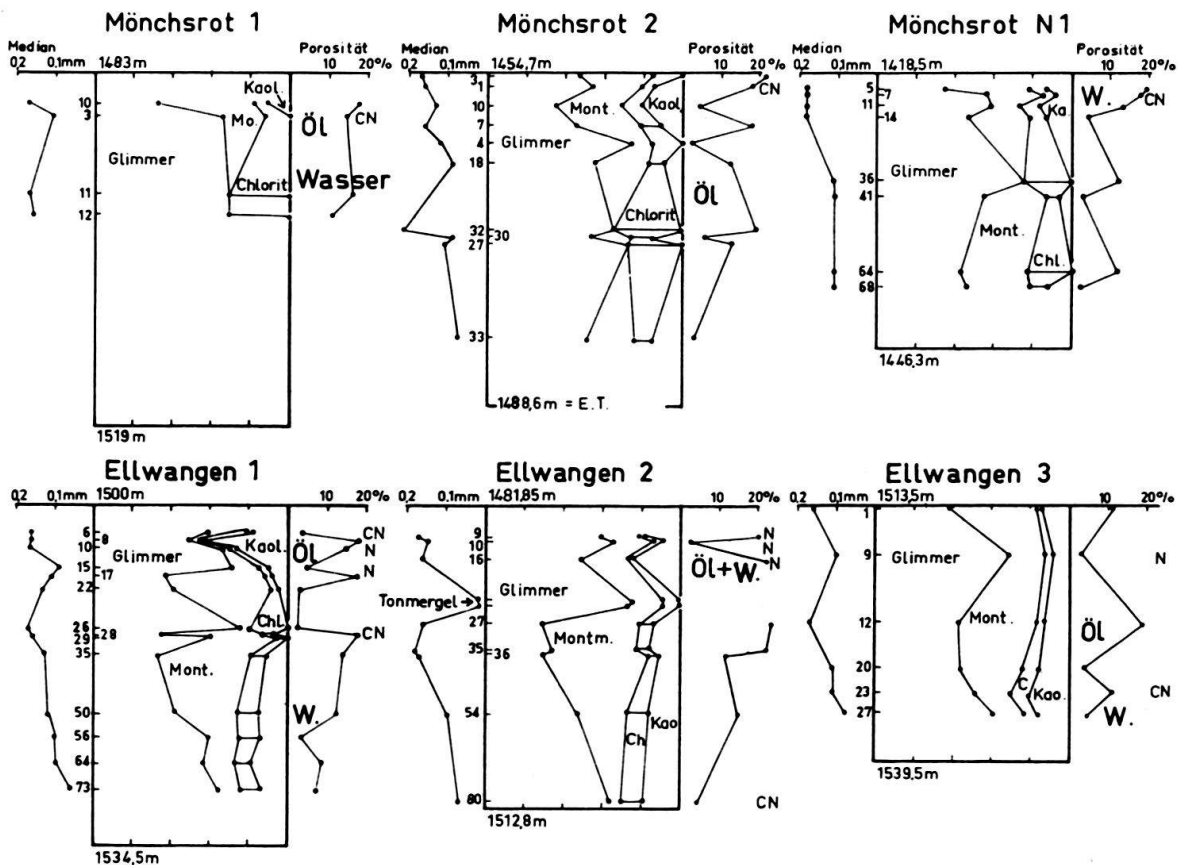 Mönchsrot 1
Median
0,2 0,1mm
1483m
Porosität
10 20%
Kaol.
10
3
Mo.
Öl
CN
Glimmer
Wasser
Chlorit
11
12
1519m
Mönchsrot 2
Median
0,2 0,1mm
1454,7m
Porosität
10 20%
3
1
10
7
4
18
32
30
27
33
Mont.
Kaol.
CN
Glimmer
Öl
Chlorit
1488,6m = E.T.
Mönchsrot N1
Median
0,2 0,1mm
1418,5m
Porosität
10 20%
5
7
11
14
36
41
64
68
Ka.
W.
CN
Glimmer
Mont.
Chl.
1446,3m
Ellwangen 1
0,2 0,1mm
1500m
10 20%
6
8
10
15
17
22
26
28
29
35
50
56
64
73
Glimmer
Kaol.
Öl
CN
N
N
Chl.
CN
Mont.
W.
1534,5m
Ellwangen 2
0,2 0,1mm
1481,85m
10 20%
9
10
16
27
35
36
54
80
N
N
N
Öl+W.
Glimmer
Tonmergel
Montm.
Kao
Ch
CN
1512,8m
Ellwangen 3
0,2 0,1mm
1513,5m
10 20%
1
9
12
20
23
27
Glimmer
N
Mont.
Öl
C
Kao.
CN
W.
1539,5m